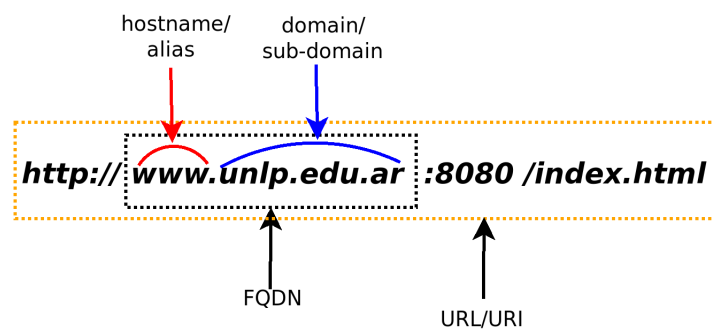 hostname/
alias
domain/
sub-domain
http:// www.unlp.edu.ar :8080 /index.html
FQDN
URL/URI